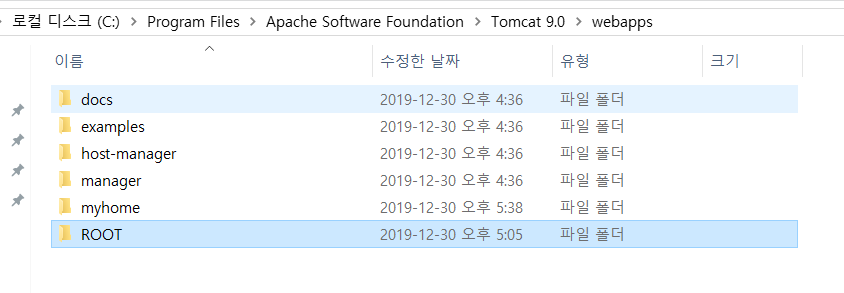 로컬 디스크 (C:) › Program Files › Apache Software Foundation › Tomcat 9.0 › webapps
이름 수정한 날짜 유형 크기
docs 2019-12-30 오후 4:36 파일 폴더
examples 2019-12-30 오후 4:36 파일 폴더
host-manager 2019-12-30 오후 4:36 파일 폴더
manager 2019-12-30 오후 4:36 파일 폴더
myhome 2019-12-30 오후 5:38 파일 폴더
ROOT 2019-12-30 오후 5:05 파일 폴더